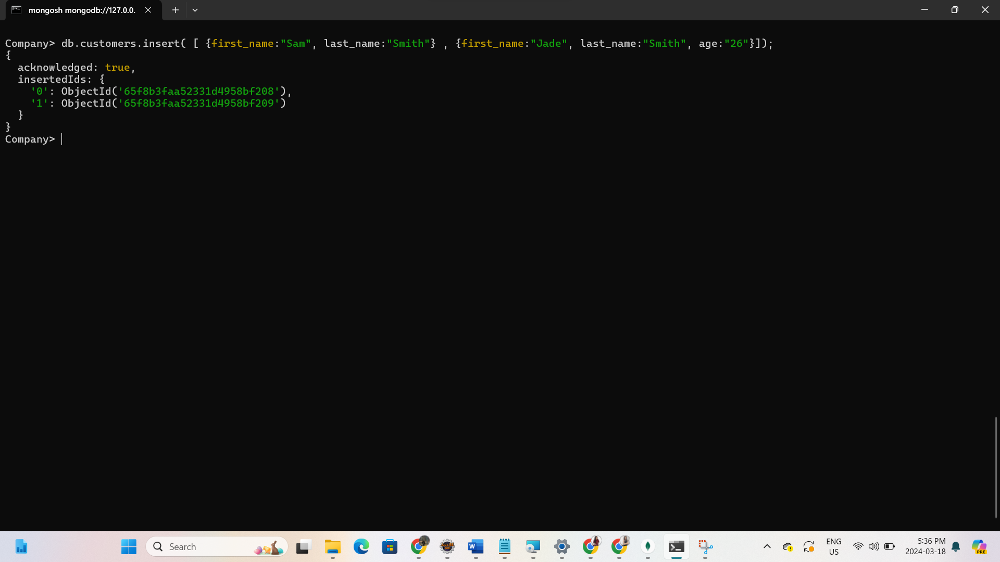 mongosh mongodb://127.0.0.
Company> db.customers.insert( [ {first_name:"Sam", last_name:"Smith"} , {first_name:"Jade", last_name:"Smith", age:"26"}]);
{
  acknowledged: true,
  insertedIds: {
    '0': ObjectId('65f8b3faa52331d4958bf208'),
    '1': ObjectId('65f8b3faa52331d4958bf209')
  }
}
Company>
Search
ENG
US
5:36 PM
2024-03-18
PRE